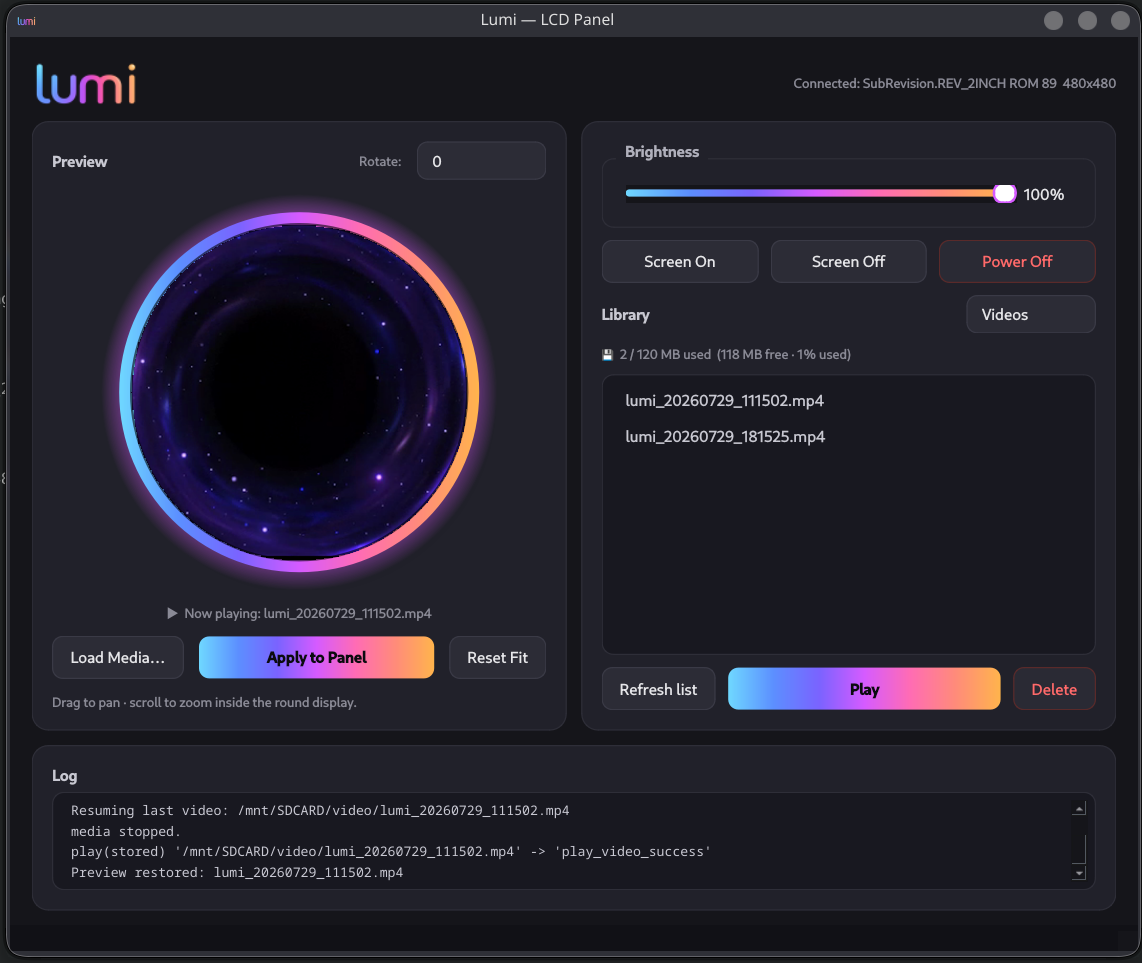 lumi
Lumi — LCD Panel
lumi
Connected: SubRevision.REV_2INCH ROM 89 480x480
Preview
Rotate:
0
▶ Now playing: lumi_20260729_111502.mp4
Load Media…
Apply to Panel
Reset Fit
Drag to pan · scroll to zoom inside the round display.
Brightness
100%
Screen On
Screen Off
Power Off
Library
Videos
2 / 120 MB used (118 MB free · 1% used)
lumi_20260729_111502.mp4
lumi_20260729_181525.mp4
Refresh list
Play
Delete
Log
Resuming last video: /mnt/SDCARD/video/lumi_20260729_111502.mp4
media stopped.
play(stored) '/mnt/SDCARD/video/lumi_20260729_111502.mp4' -> 'play_video_success'
Preview restored: lumi_20260729_111502.mp4